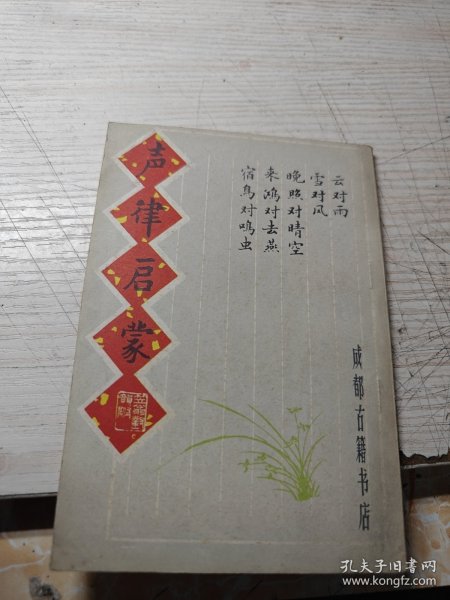 声律启蒙
云对雨
雪对风
晚照对晴空
来鸿对去燕
宿鸟对鸣虫
成都古籍书店
孔夫子旧书网
www.kongfz.com